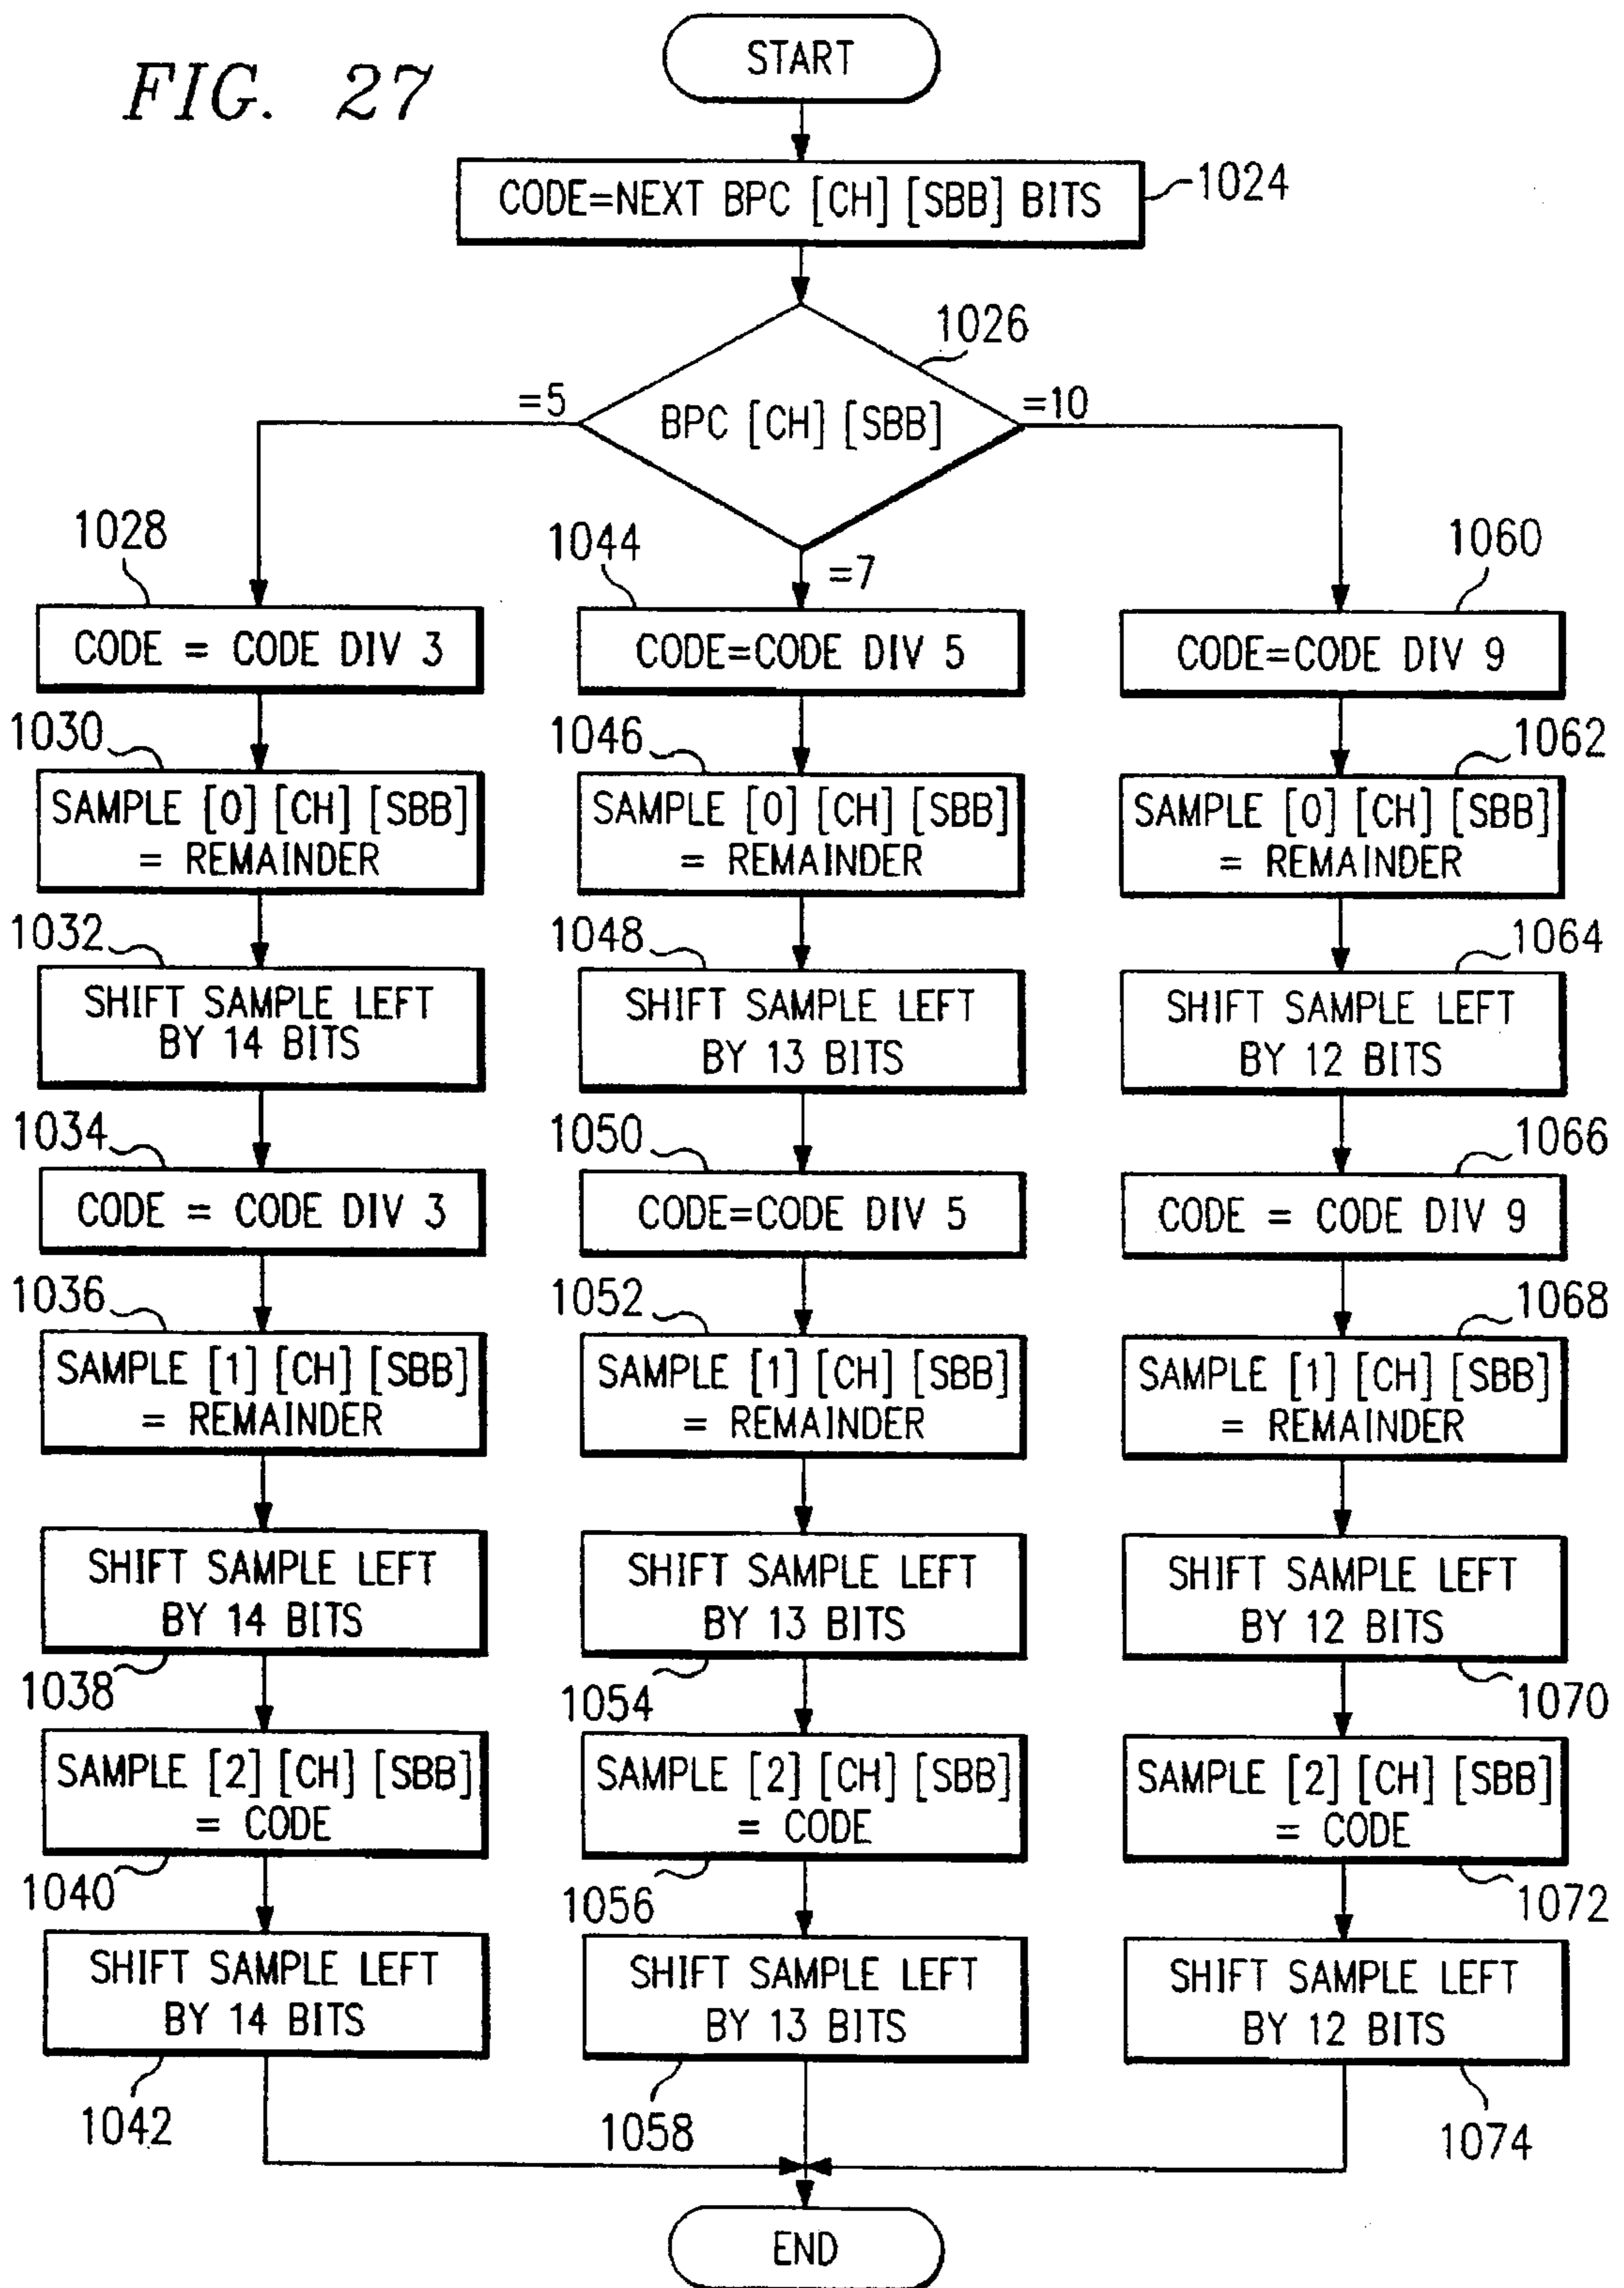 FIG. 27
START
CODE=NEXT BPC [CH] [SBB] BITS
1024
1026
BPC [CH] [SBB]
=5
=10
=7
1028
CODE = CODE DIV 3
1030
SAMPLE [0] [CH] [SBB]
= REMAINDER
1032
SHIFT SAMPLE LEFT
BY 14 BITS
1034
CODE = CODE DIV 3
1036
SAMPLE [1] [CH] [SBB]
= REMAINDER
SHIFT SAMPLE LEFT
BY 14 BITS
1038
SAMPLE [2] [CH] [SBB]
= CODE
1040
SHIFT SAMPLE LEFT
BY 14 BITS
1042
1044
CODE=CODE DIV 5
1046
SAMPLE [0] [CH] [SBB]
= REMAINDER
1048
SHIFT SAMPLE LEFT
BY 13 BITS
1050
CODE=CODE DIV 5
1052
SAMPLE [1] [CH] [SBB]
= REMAINDER
SHIFT SAMPLE LEFT
BY 13 BITS
1054
SAMPLE [2] [CH] [SBB]
= CODE
1056
SHIFT SAMPLE LEFT
BY 13 BITS
1058
1060
CODE=CODE DIV 9
1062
SAMPLE [0] [CH] [SBB]
= REMAINDER
1064
SHIFT SAMPLE LEFT
BY 12 BITS
1066
CODE = CODE DIV 9
1068
SAMPLE [1] [CH] [SBB]
= REMAINDER
SHIFT SAMPLE LEFT
BY 12 BITS
1070
SAMPLE [2] [CH] [SBB]
= CODE
1072
SHIFT SAMPLE LEFT
BY 12 BITS
1074
END